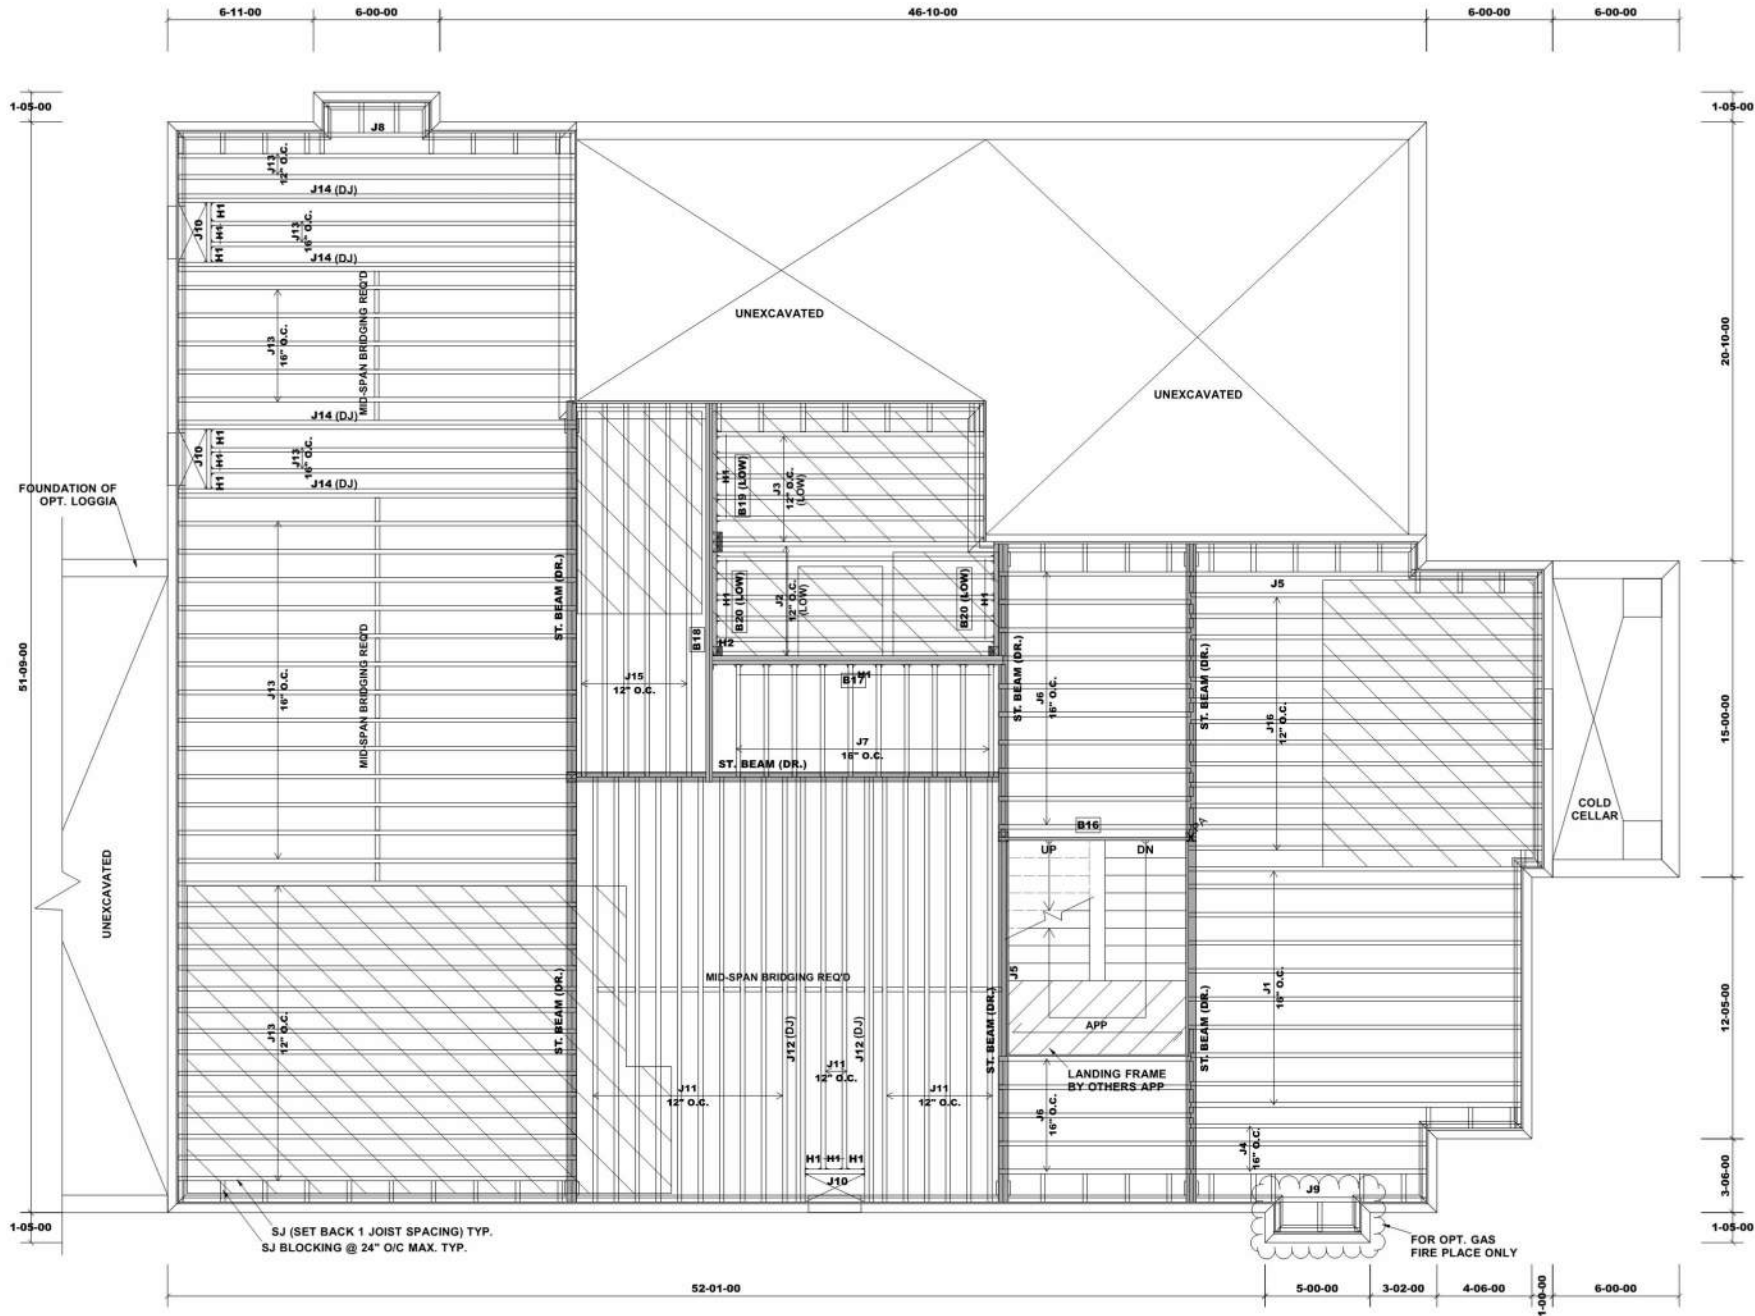 6-11-00
6-00-00
46-10-00
6-00-00
6-00-00
1-05-00
1-05-00
J8
J13
12" O.C.
J14 (DJ)
J10
H1
H1
H1
J13
16" O.C.
J14 (DJ)
MID-SPAN BRIDGING REQ'D
J13
16" O.C.
J14 (DJ)
J10
H1
H1
H1
J13
16" O.C.
J14 (DJ)
UNEXCAVATED
UNEXCAVATED
20-10-00
FOUNDATION OF
OPT. LOGGIA
51-09-00
H1
B19 (LOW)
J3
12" O.C.
(LOW)
ST. BEAM (DR.)
H1
B20 (LOW)
J2
12" O.C.
(LOW)
B20 (LOW)
H1
B18
H2
J5
MID-SPAN BRIDGING REQ'D
J13
16" O.C.
J15
12" O.C.
H1
B17
J7
16" O.C.
ST. BEAM (DR.)
ST. BEAM (DR.)
J6
16" O.C.
ST. BEAM (DR.)
J16
12" O.C.
15-00-00
COLD
CELLAR
B16
UP
DN
UNEXCAVATED
MID-SPAN BRIDGING REQ'D
J5
J1
16" O.C.
ST. BEAM (DR.)
J13
12" O.C.
J12 (DJ)
J12 (DJ)
ST. BEAM (DR.)
APP
ST. BEAM (DR.)
12-05-00
LANDING FRAME
BY OTHERS APP
J11
12" O.C.
J11
12" O.C.
J11
12" O.C.
J6
16" O.C.
J4
16" O.C.
H1
H1
H1
J10
J9
3-06-00
1-05-00
1-05-00
SJ (SET BACK 1 JOIST SPACING) TYP.
SJ BLOCKING @ 24" O/C MAX. TYP.
FOR OPT. GAS
FIRE PLACE ONLY
52-01-00
5-00-00
3-02-00
4-06-00
1-00-00
6-00-00